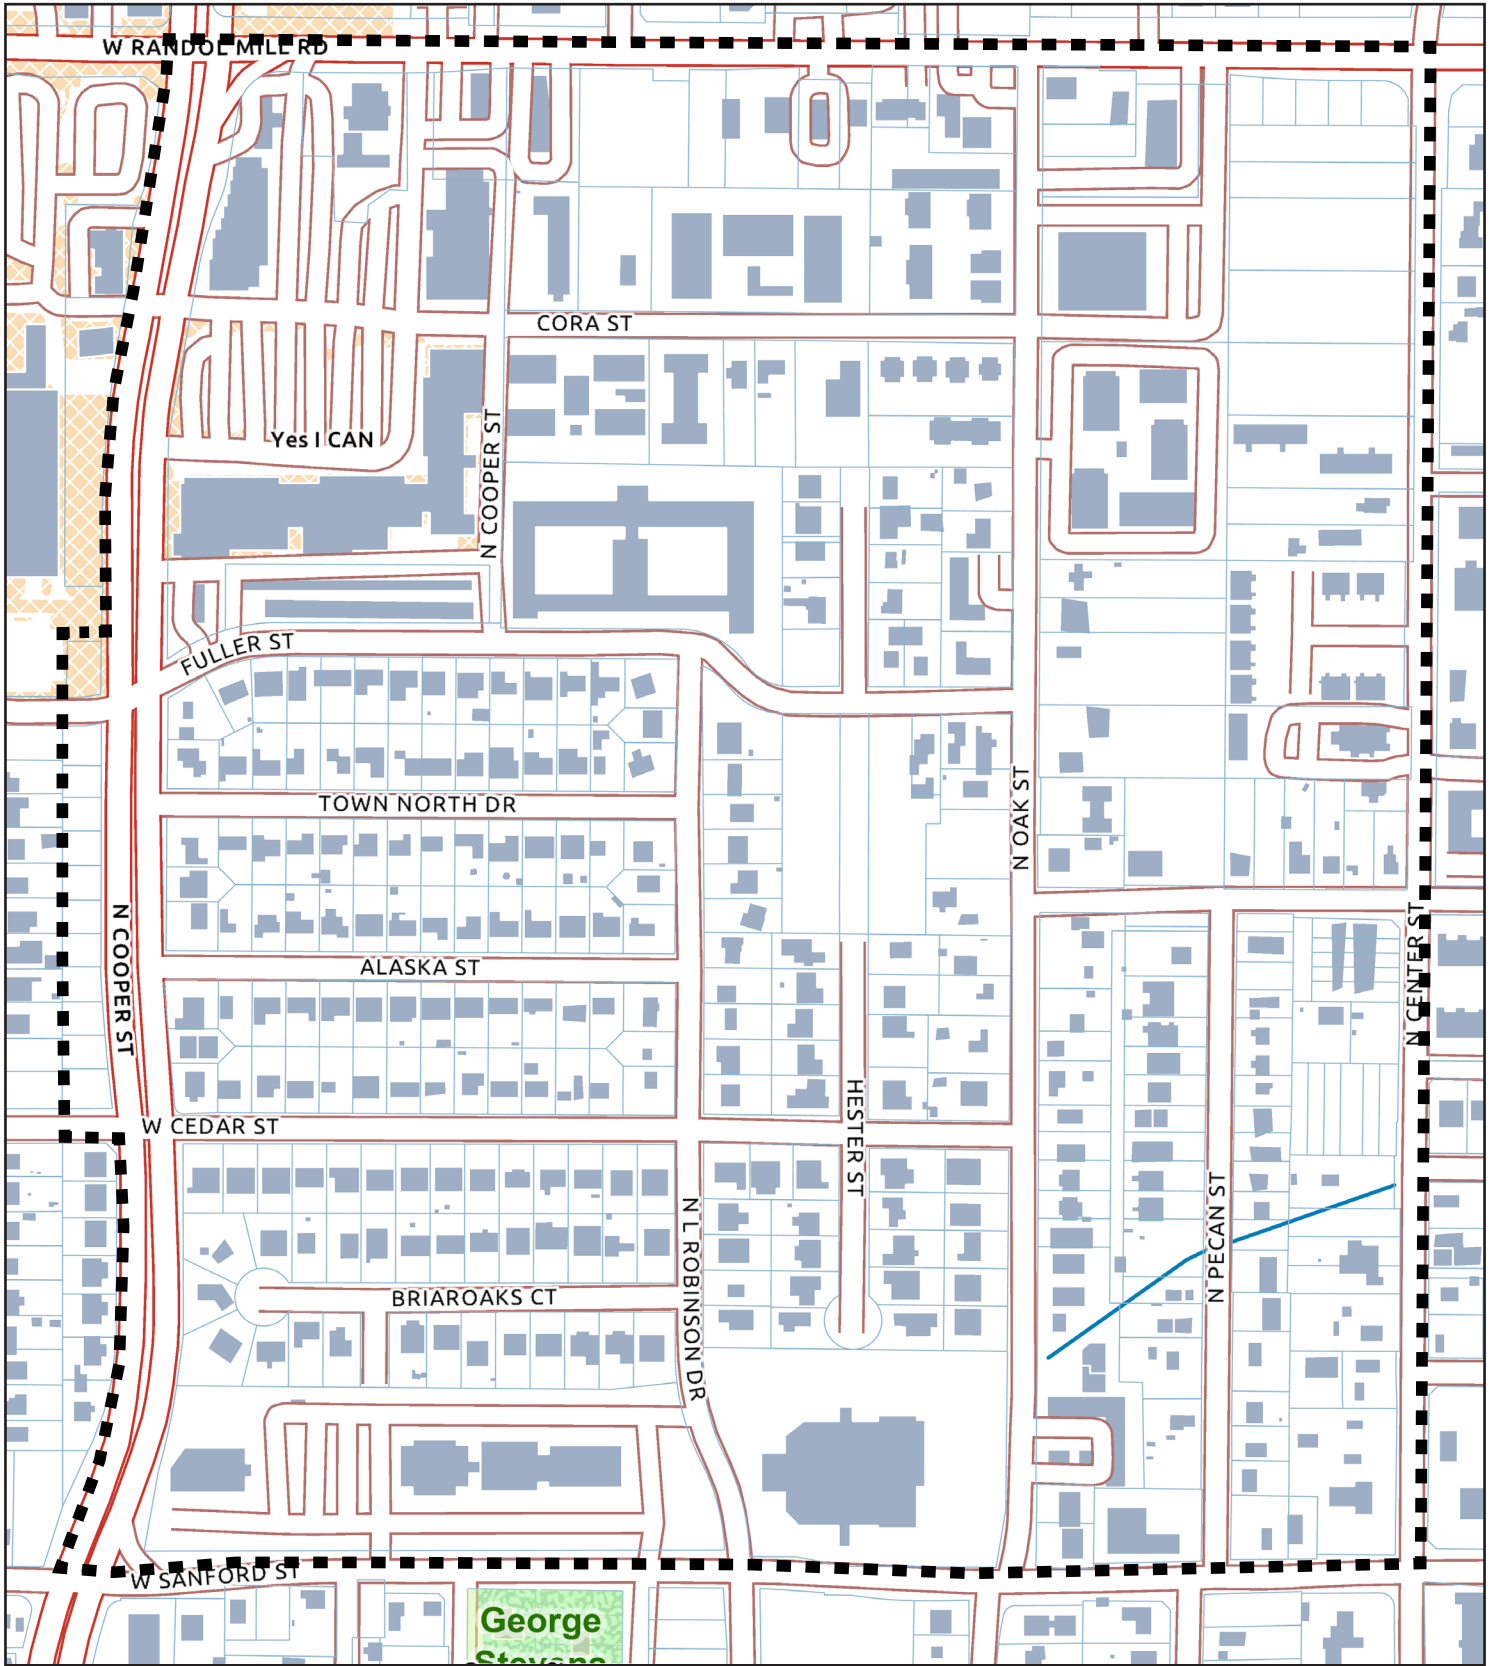 W RANDOL MILL RD
CORA ST
Yes I CAN
N COOPER ST
FULLER ST
TOWN NORTH DR
N OAK ST
N COOPER ST
ALASKA ST
N CENTER ST
W CEDAR ST
HESTER ST
N PECAN ST
N L ROBINSON DR
BRIAROAKS CT
W SANFORD ST
George
Stevens